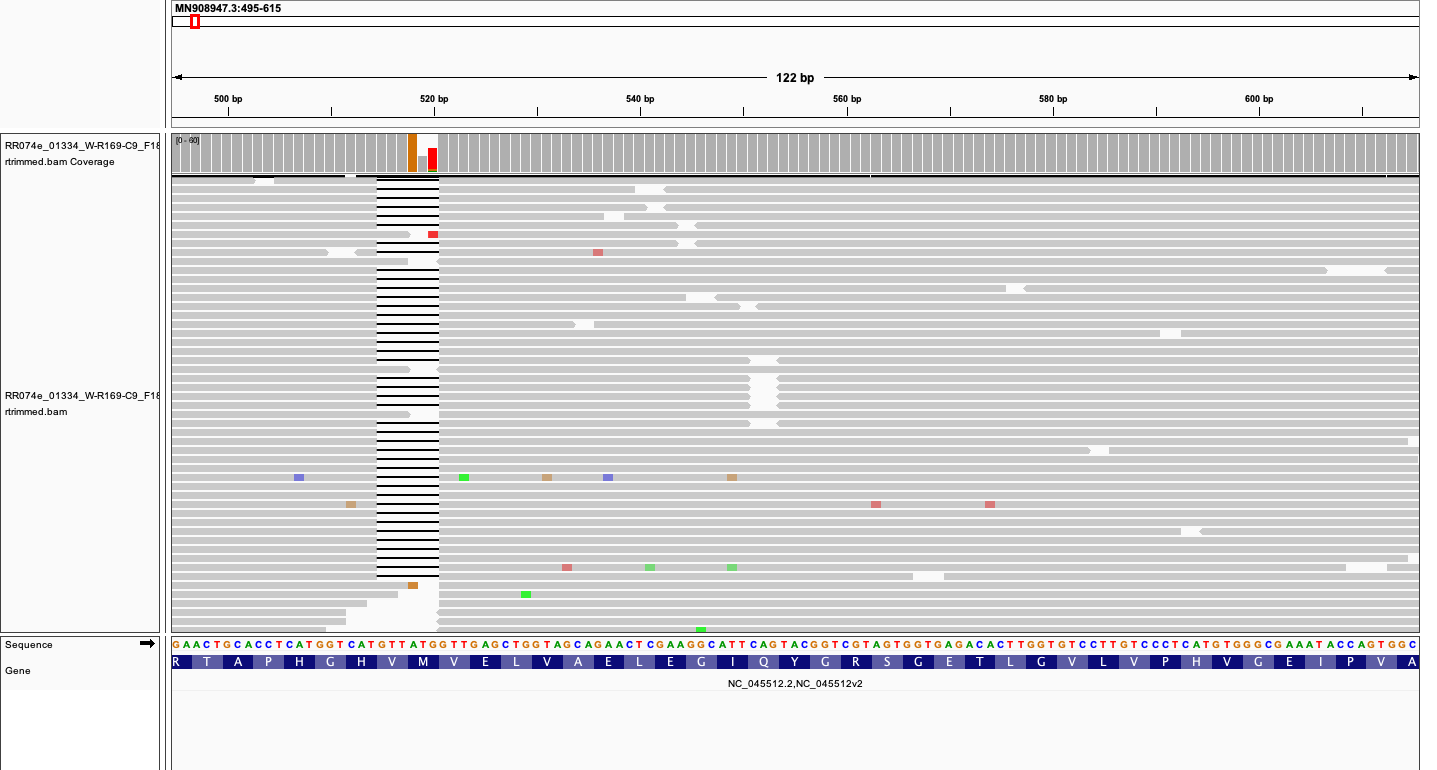 MN908947.3:495-615
122 bp
500 bp 520 bp 540 bp 560 bp 580 bp 600 bp
RR074e_01334_W-R169-C9_F18
rtrimmed.bam Coverage
[0 - 60]
RR074e_01334_W-R169-C9_F18
rtrimmed.bam
Sequence
GAACTGCACCTCATGGTCATGTTATGGTTGAGCTGGTAGCAGAACTCGAAGGCATTCAGTACGGTCGTAGTGGTGAGACACTTGGTGTCCTTGTCCCTCATGTGGGCGAAATACCAGTGGC
Gene
R T A P H G H V M V E L V A E L E G I Q Y G R S G E T L G V L V P H V G E I P V A
NC_045512.2,NC_045512v2